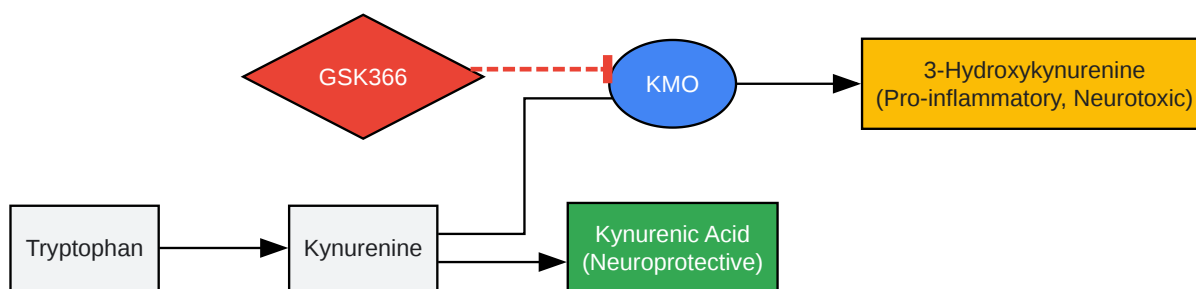 GSK366
KMO
3-Hydroxykynurenine
(Pro-inflammatory, Neurotoxic)
Tryptophan
Kynurenine
Kynurenic Acid
(Neuroprotective)